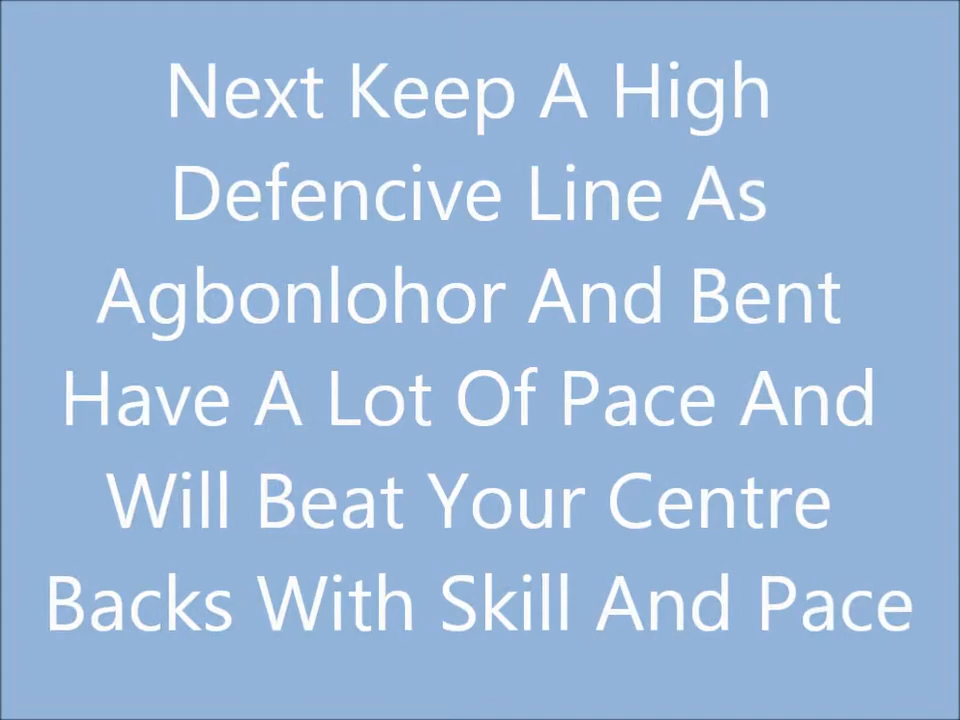 Next Keep A High
Defencive Line As
Agbonlohor And Bent
Have A Lot Of Pace And
Will Beat Your Centre
Backs With Skill And Pace